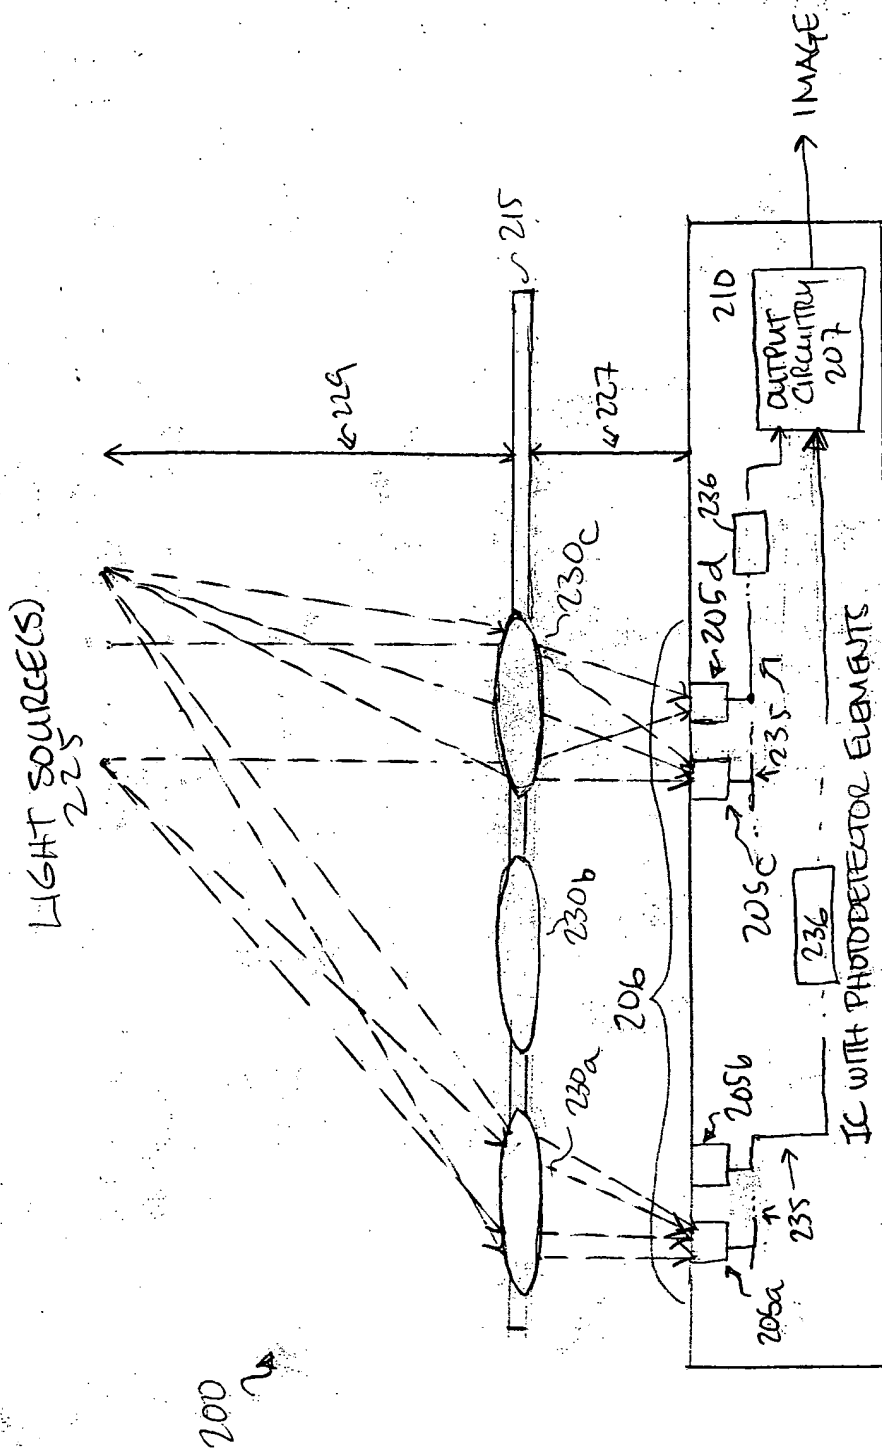 200
LIGHT SOURCE(S)
225
229
215
227
230a
230b
230c
206
205a
205b
205c
205d
235
235
236
236
210
OUTPUT
CIRCUITRY
207
IMAGE
IC WITH PHOTODETECTOR ELEMENTS